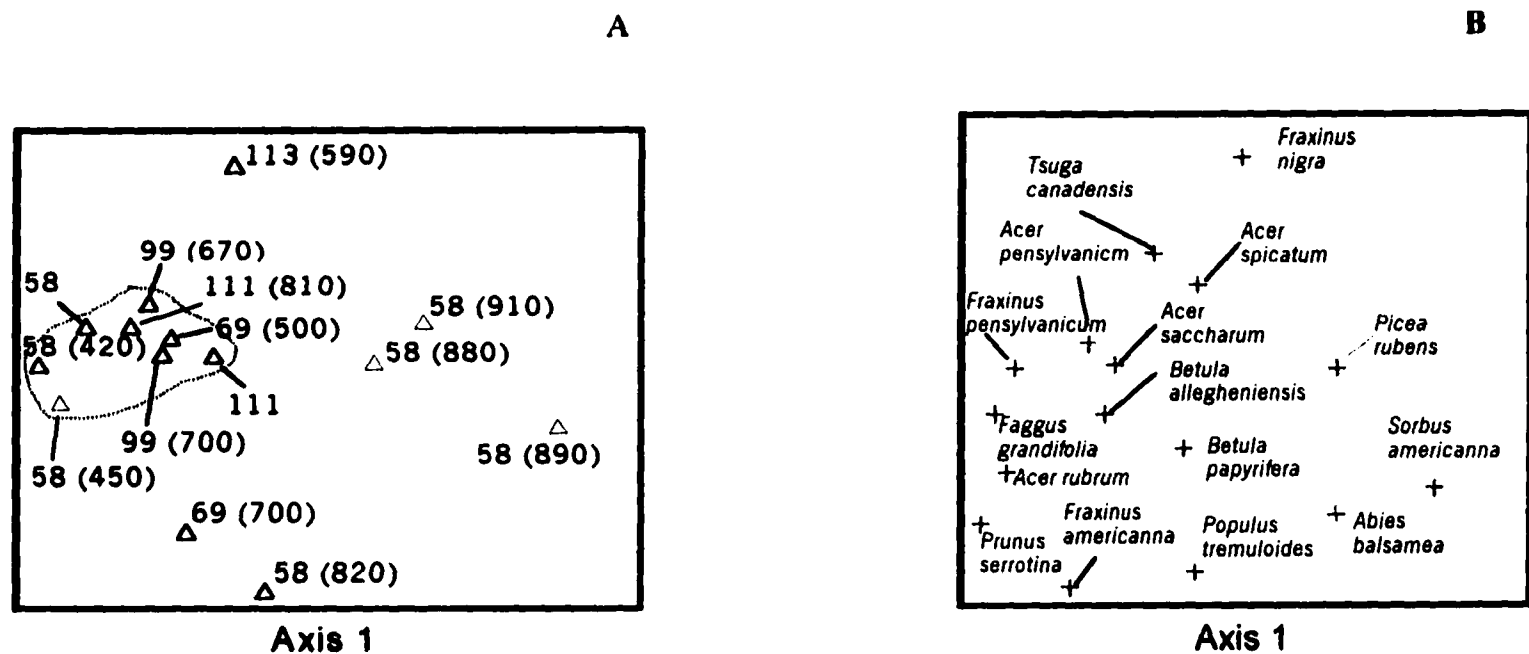 A
113 (590)
99 (670)
58
111 (810)
58 (910)
69 (500)
58 (420)
58 (880)
111
99 (700)
58 (890)
58 (450)
69 (700)
58 (820)
Axis 1
B
Fraxinus
nigra
Tsuga
canadensis
Acer
pensylvanicm
Acer
spicatum
Fraxinus
pensylvanicum
Acer
saccharum
Picea
rubens
Betula
allegheniensis
Faggus
grandifolia
Sorbus
americanna
Betula
papyrifera
Acer rubrum
Fraxinus
americanna
Populus
tremuloides
Abies
balsamea
Prunus
serrotina
Axis 1